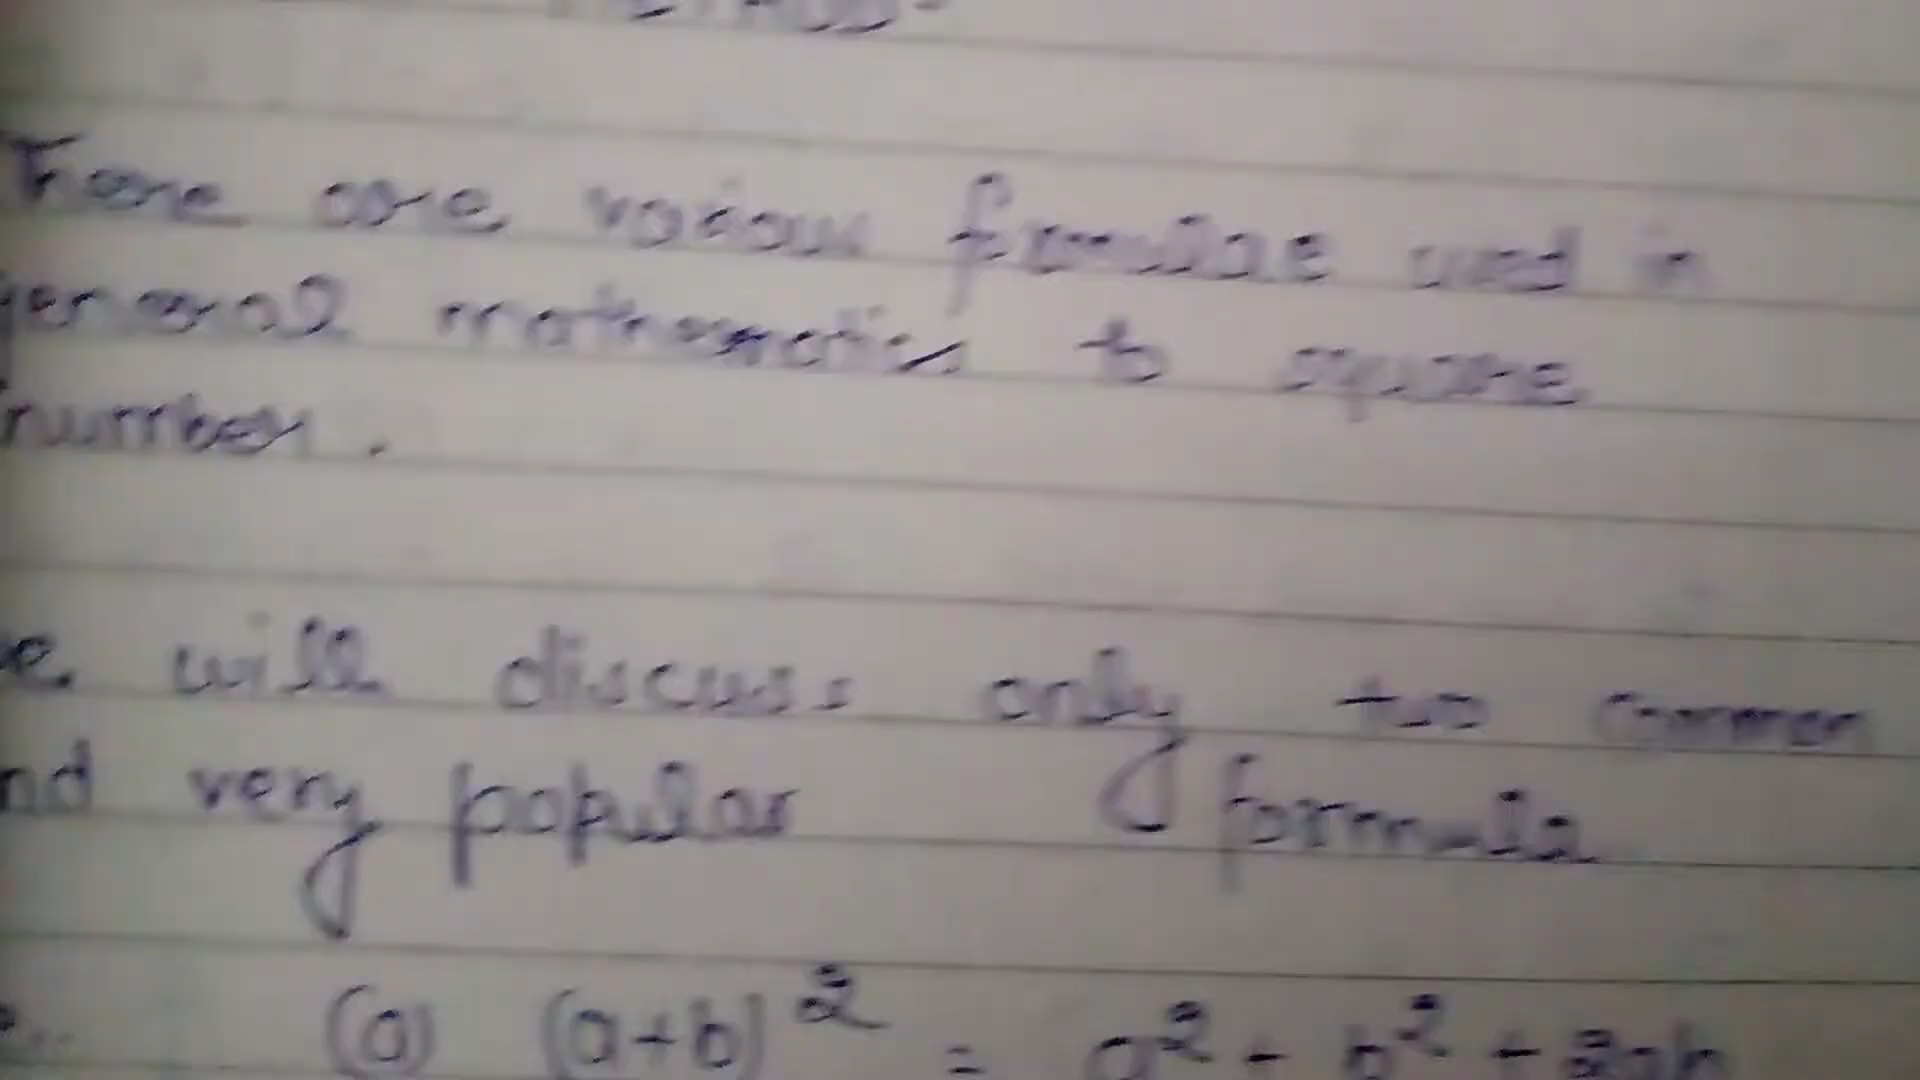 METHOD
There are various formulae used in
general mathematics to square
number.
we will discuss only two common
and very popular formula
(a) (a+b)² = a² + b² + 2ab